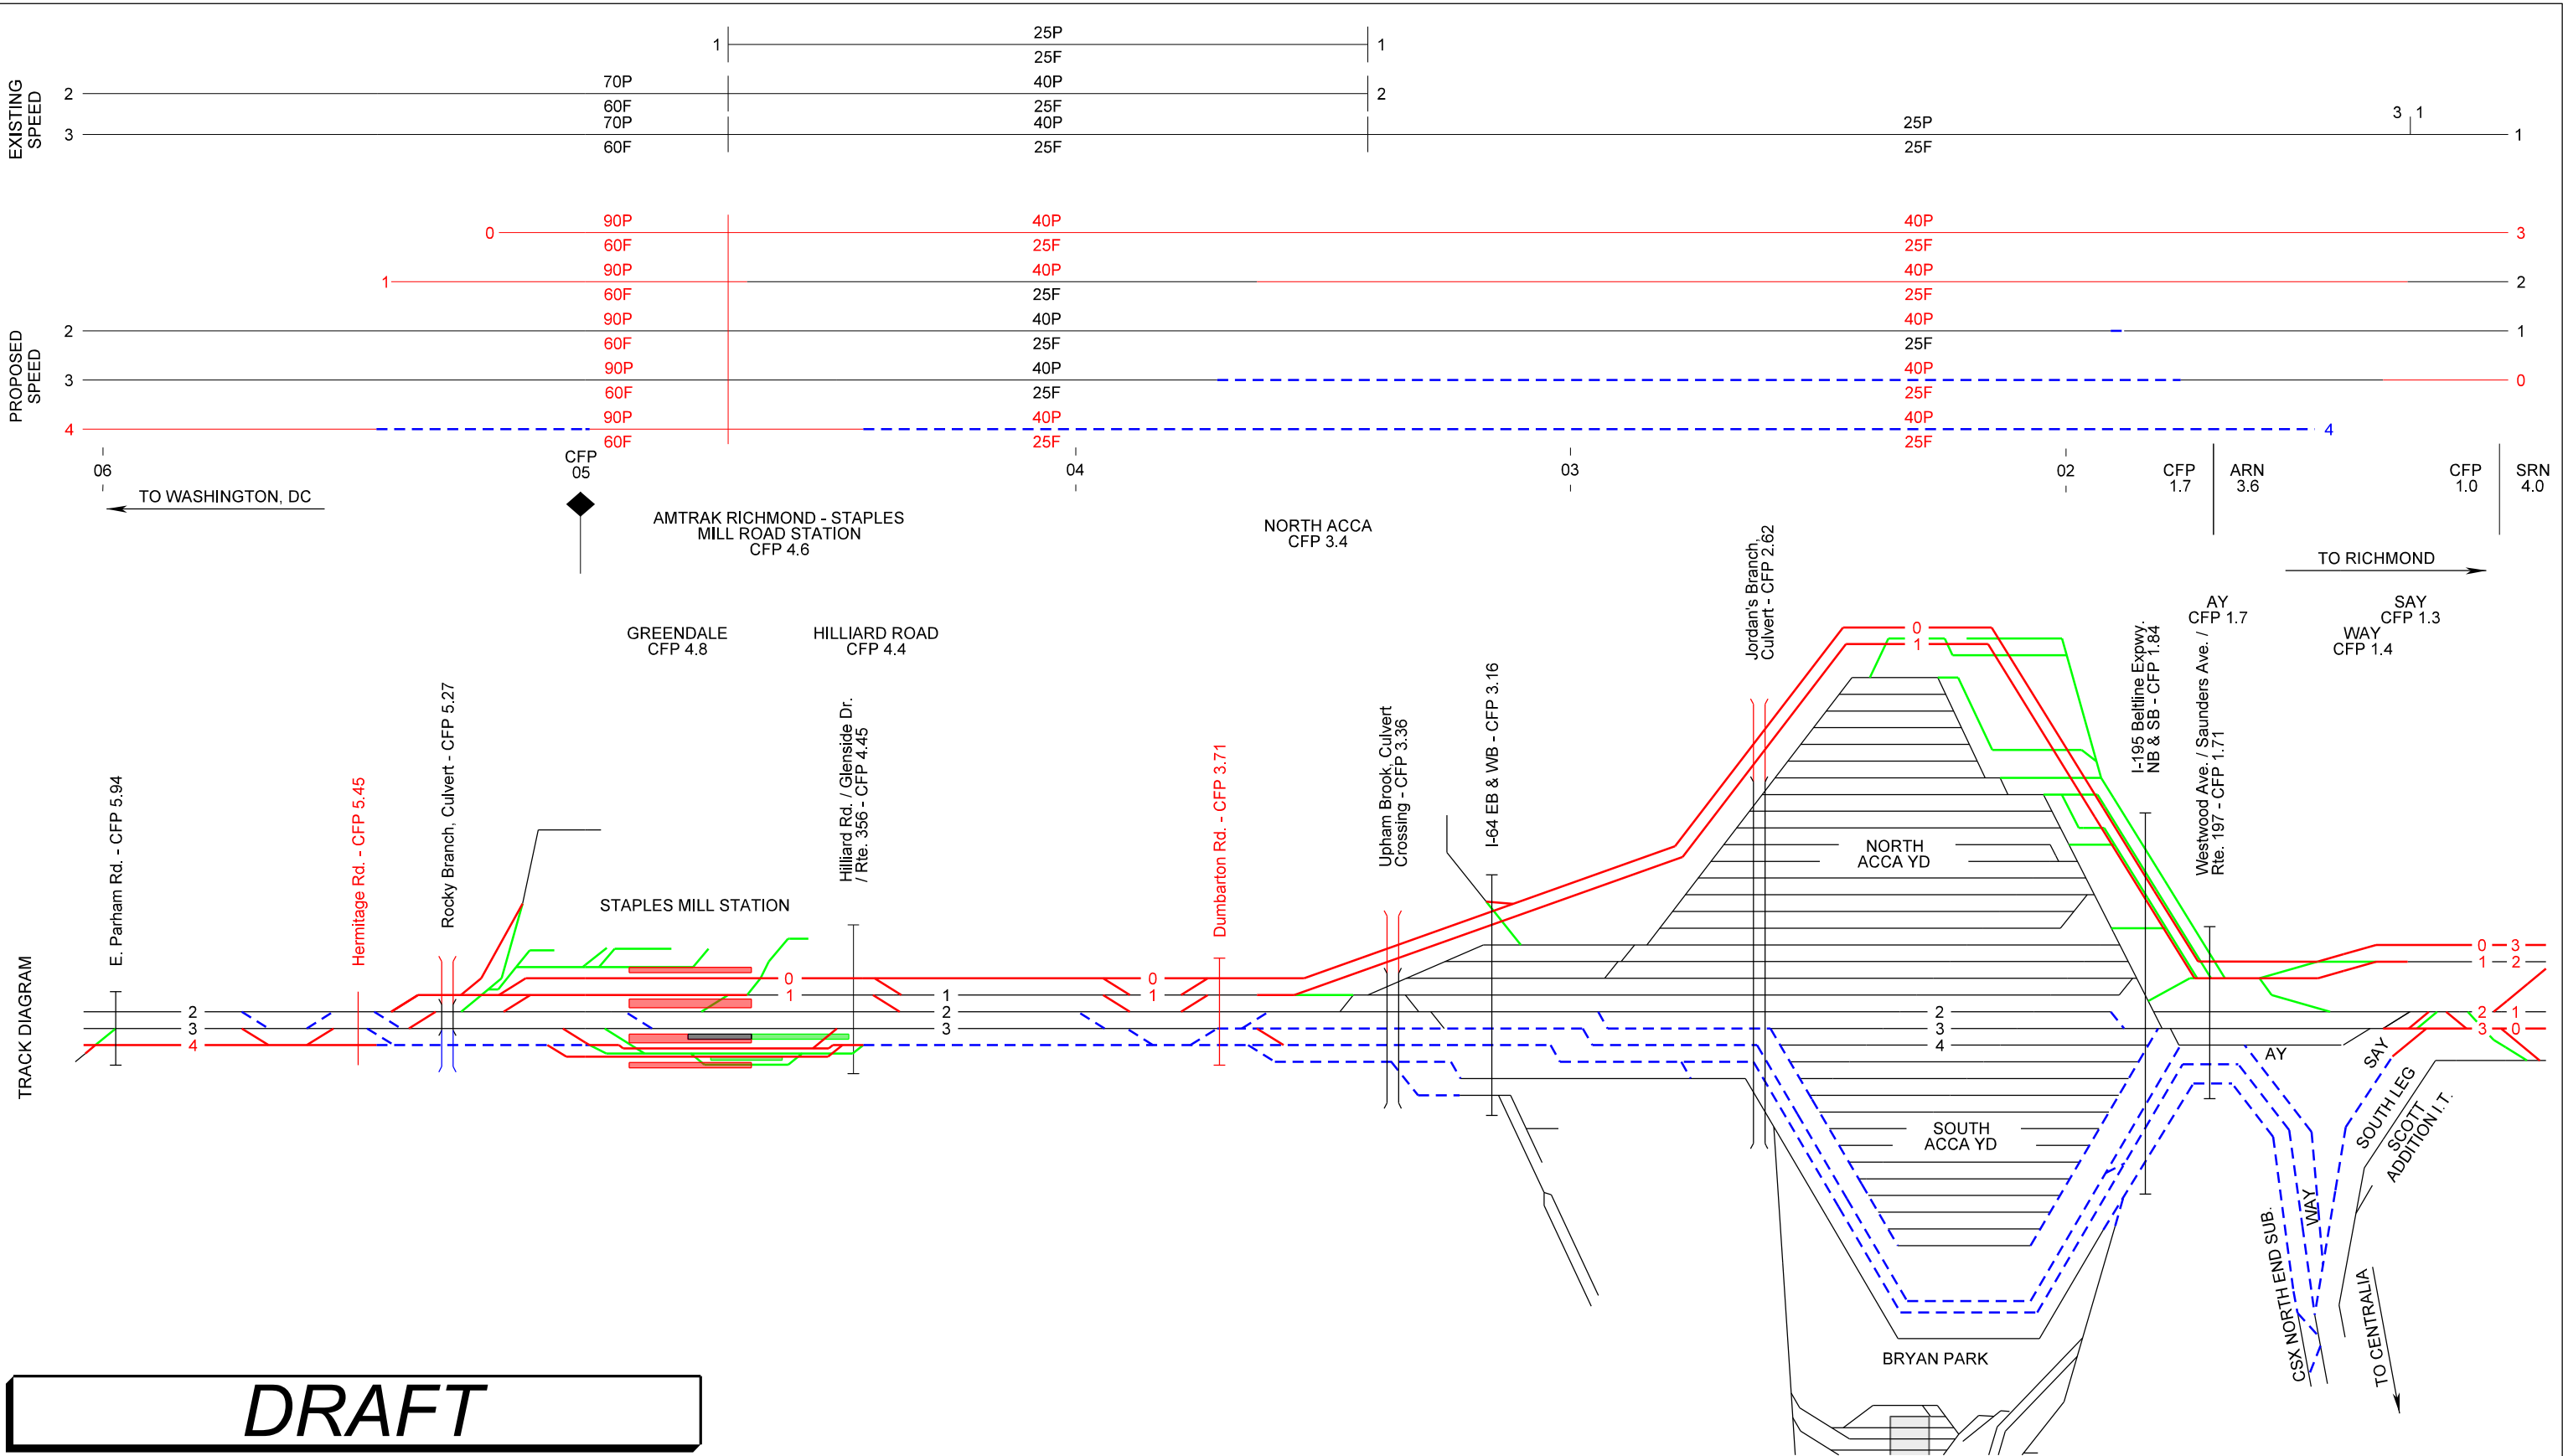 EXISTING
SPEED
1
25P
25F
1
2
70P
60F
40P
25F
2
3
70P
60F
40P
25F
25P
25F
3 1
1
PROPOSED
SPEED
0
90P
60F
40P
25F
40P
25F
3
1
90P
60F
40P
25F
40P
25F
2
2
90P
60F
40P
25F
40P
25F
1
3
90P
60F
40P
25F
40P
25F
0
4
90P
60F
40P
25F
40P
25F
4
06
CFP
05
04
03
02
CFP
1.7
ARN
3.6
CFP
1.0
SRN
4.0
TO WASHINGTON, DC
AMTRAK RICHMOND - STAPLES
MILL ROAD STATION
CFP 4.6
NORTH ACCA
CFP 3.4
TO RICHMOND
GREENDALE
CFP 4.8
HILLIARD ROAD
CFP 4.4
AY
CFP 1.7
SAY
CFP 1.3
WAY
CFP 1.4
TRACK DIAGRAM
E. Parham Rd. - CFP 5.94
Hermitage Rd. - CFP 5.45
Rocky Branch, Culvert - CFP 5.27
STAPLES MILL STATION
Hilliard Rd. / Glenside Dr.
/ Rte. 356 - CFP 4.45
Dumbarton Rd. - CFP 3.71
Upham Brook, Culvert
Crossing - CFP 3.36
I-64 EB & WB - CFP 3.16
Jordan's Branch,
Culvert - CFP 2.62
I-195 Beltline Expwy.
NB & SB - CFP 1.84
Westwood Ave. / Saunders Ave. /
Rte. 197 - CFP 1.71
0
1
NORTH
ACCA YD
2
3
4
0
1
1
2
3
0
1
2
3
4
0 3
1 2
2 1
3 0
SOUTH
ACCA YD
AY
SAY
SOUTH LEG
SCOTT
ADDITION I.T.
WAY
CSX NORTH END SUB.
TO CENTRALIA
BRYAN PARK
DRAFT